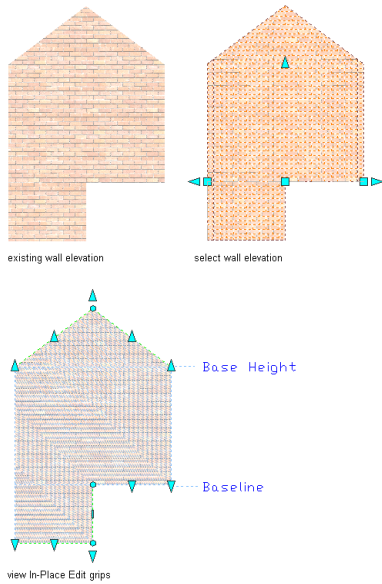 existing wall elevation
select wall elevation
Base Height
Baseline
view In-Place Edit grips